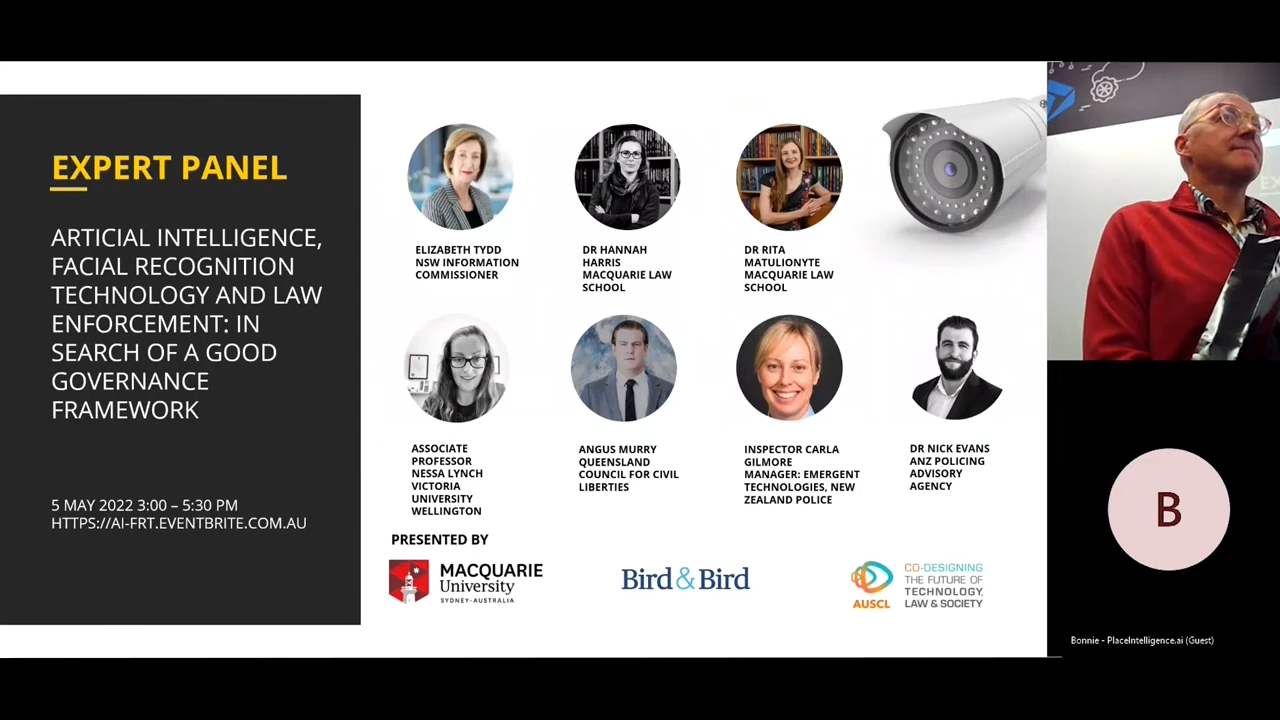 EXPERT PANEL
ARTICIAL INTELLIGENCE,
FACIAL RECOGNITION
TECHNOLOGY AND LAW
ENFORCEMENT: IN
SEARCH OF A GOOD
GOVERNANCE
FRAMEWORK
5 MAY 2022 3:00 – 5:30 PM
HTTPS://AI-FRT.EVENTBRITE.COM.AU
ELIZABETH TYDD
NSW INFORMATION
COMMISSIONER
DR HANNAH
HARRIS
MACQUARIE LAW
SCHOOL
DR RITA
MATULIONYTE
MACQUARIE LAW
SCHOOL
ASSOCIATE
PROFESSOR
NESSA LYNCH
VICTORIA
UNIVERSITY
WELLINGTON
ANGUS MURRY
QUEENSLAND
COUNCIL FOR CIVIL
LIBERTIES
INSPECTOR CARLA
GILMORE
MANAGER: EMERGENT
TECHNOLOGIES, NEW
ZEALAND POLICE
DR NICK EVANS
ANZ POLICING
ADVISORY
AGENCY
PRESENTED BY
MACQUARIE
University
SYDNEY-AUSTRALIA
Bird & Bird
AUSCL
CO-DESIGNING
THE FUTURE OF
TECHNOLOGY,
LAW & SOCIETY
B
Bonnie - PlaceIntelligence.ai (Guest)